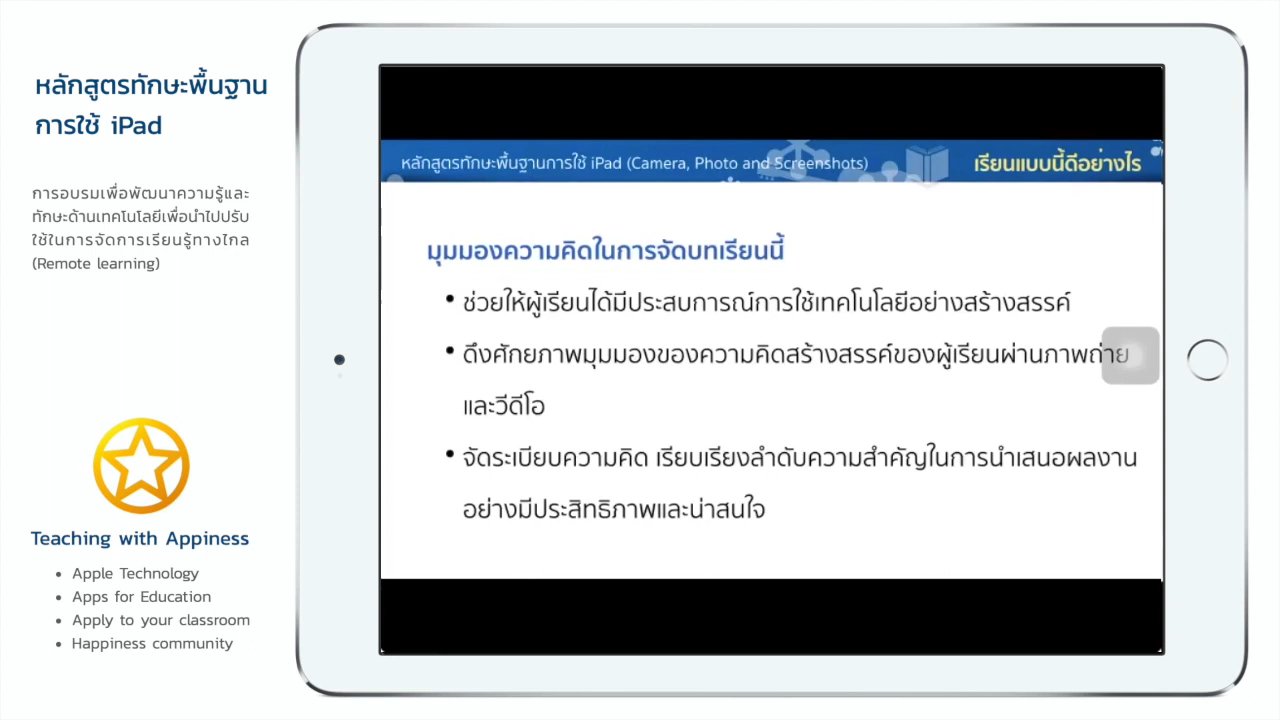 หลักสูตรทักษะพื้นฐาน
การใช้ iPad
การอบรมเพื่อพัฒนาความรู้และ
ทักษะด้านเทคโนโลยีเพื่อนำไปปรับ
ใช้ในการจัดการเรียนรู้ทางไกล
(Remote learning)
Teaching with Appiness
• Apple Technology
• Apps for Education
• Apply to your classroom
• Happiness community
หลักสูตรทักษะพื้นฐานการใช้ iPad (Camera, Photo and Screenshots)
เรียนแบบนี้ดีอย่างไร
มุมมองความคิดในการจัดบทเรียนนี้
• ช่วยให้ผู้เรียนได้มีประสบการณ์การใช้เทคโนโลยีอย่างสร้างสรรค์
• ดึงศักยภาพมุมมองของความคิดสร้างสรรค์ของผู้เรียนผ่านภาพถ่าย
และวีดีโอ
• จัดระเบียบความคิด เรียบเรียงลำดับความสำคัญในการนำเสนอผลงาน
อย่างมีประสิทธิภาพและน่าสนใจ